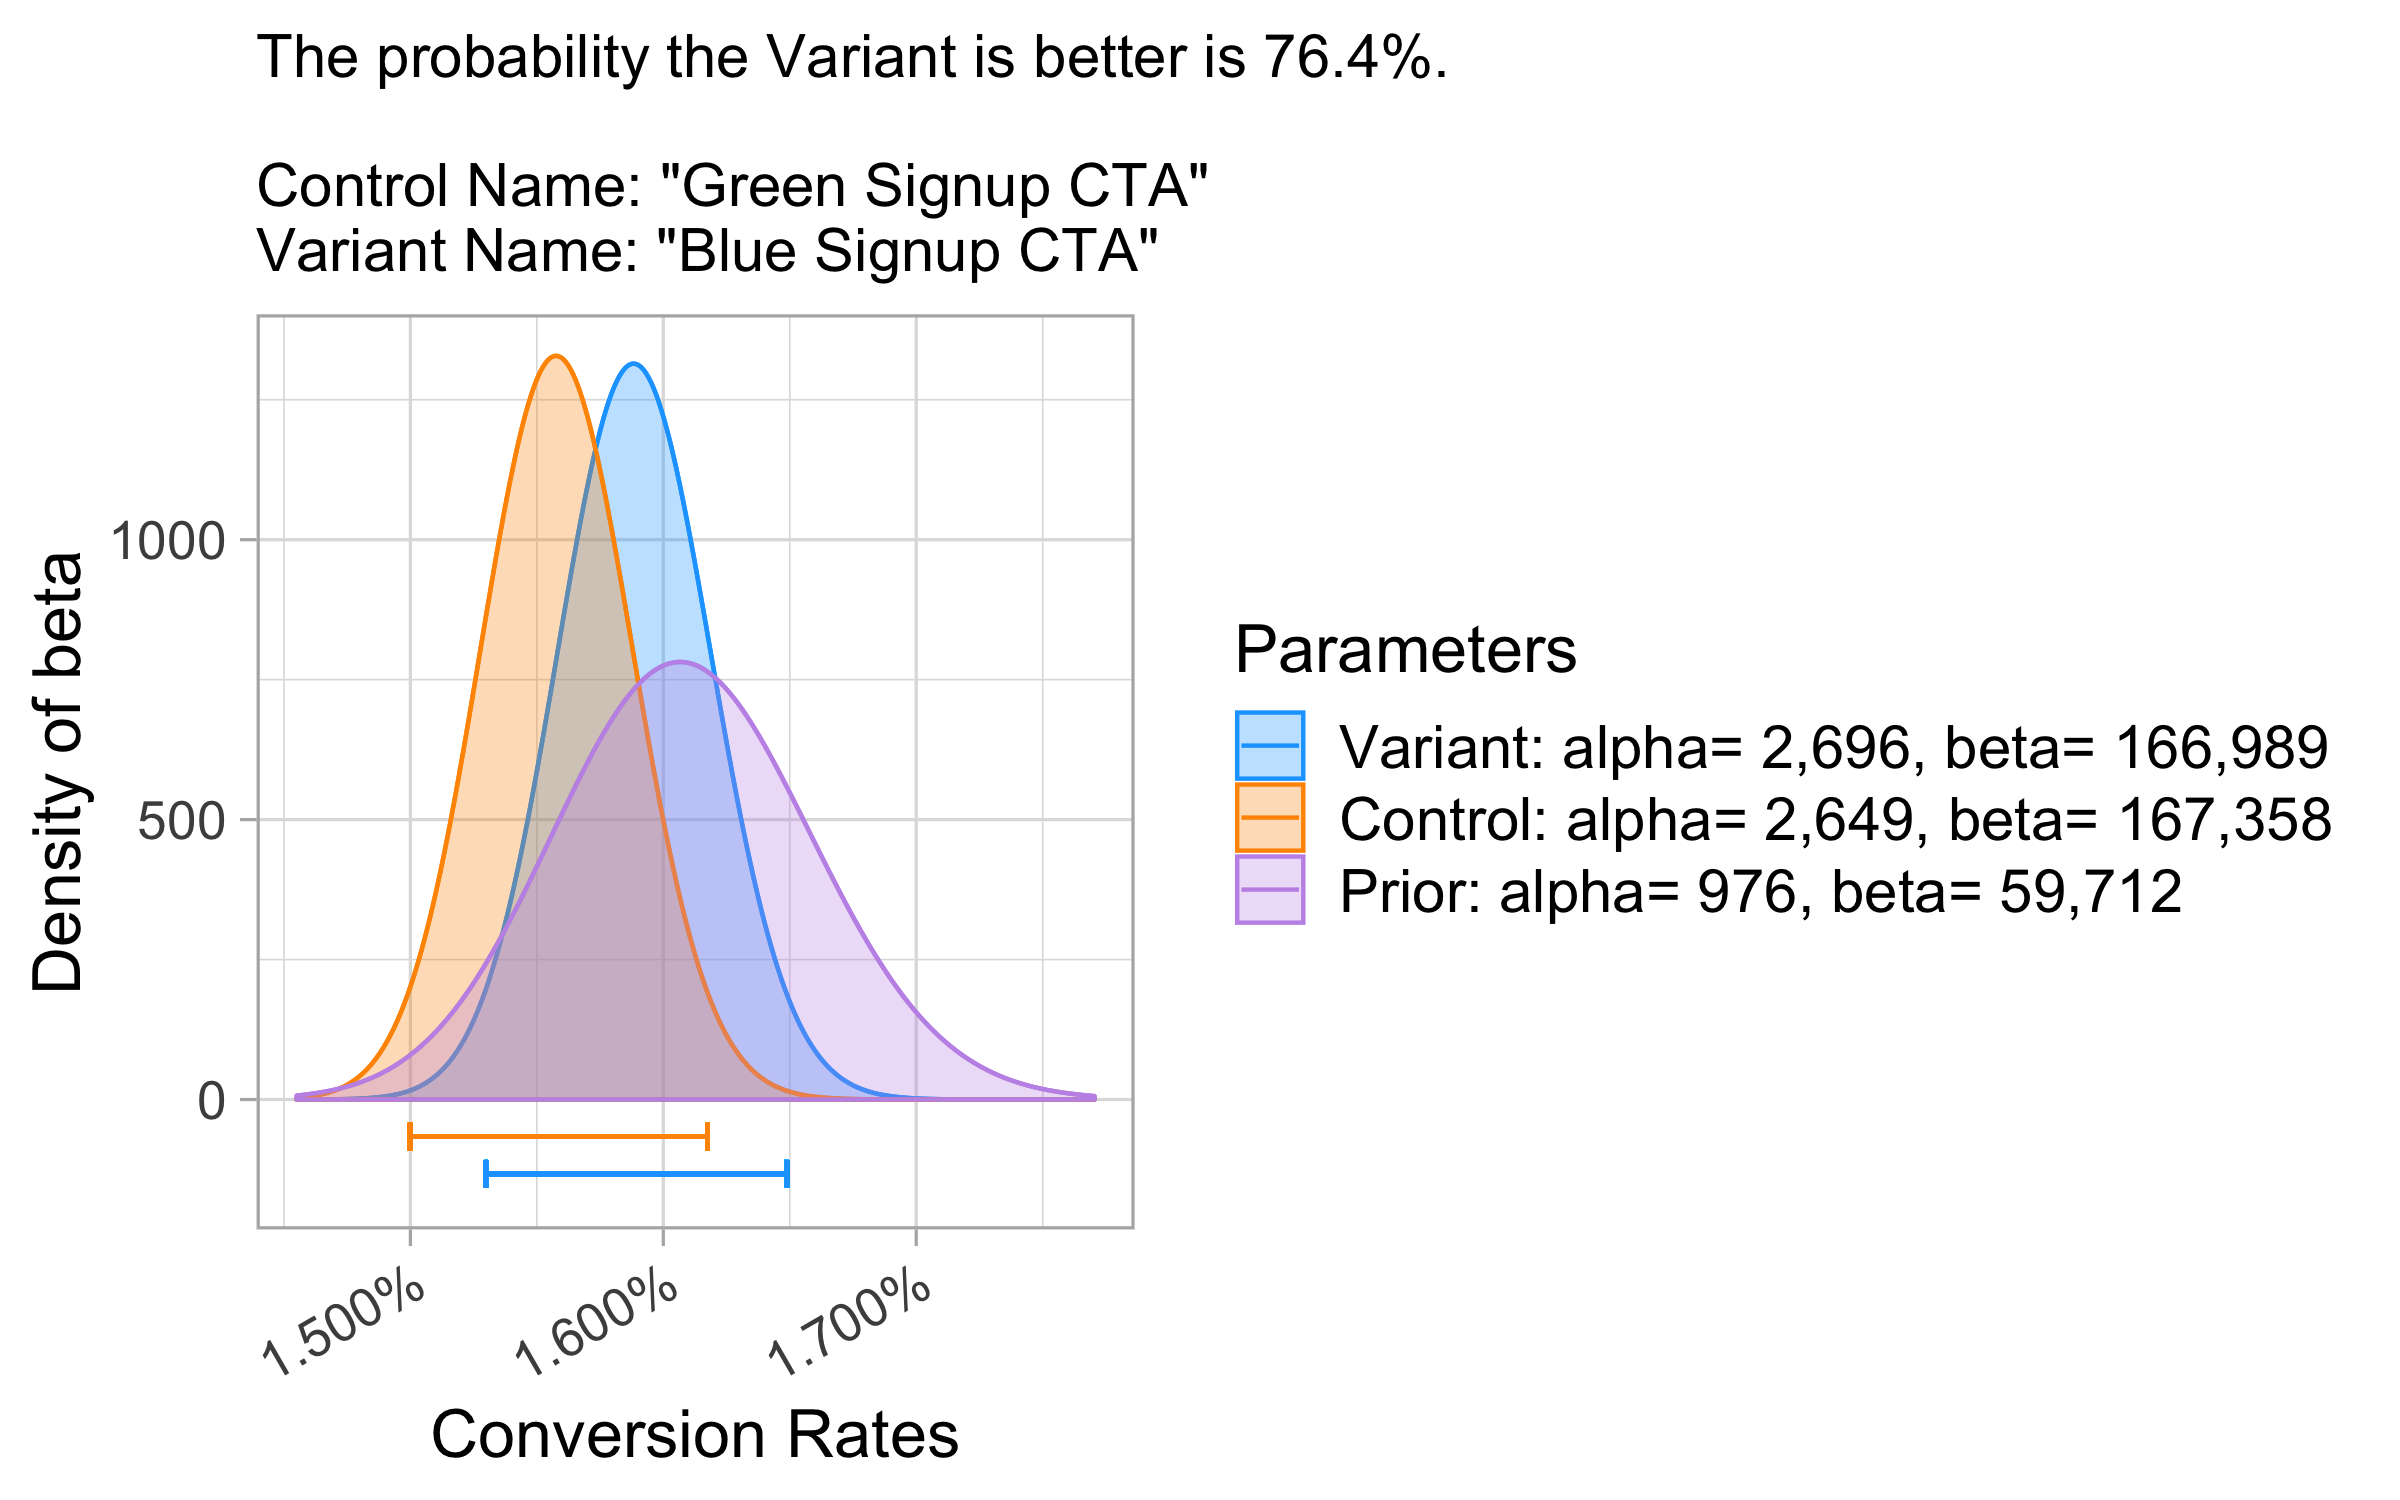 The probability the Variant is better is 76.4%.
Control Name: "Green Signup CTA"
Variant Name: "Blue Signup CTA"
Density of beta
1000
500
0
1.500%
1.600%
1.700%
Conversion Rates
Parameters
Variant: alpha= 2,696, beta= 166,989
Control: alpha= 2,649, beta= 167,358
Prior: alpha= 976, beta= 59,712